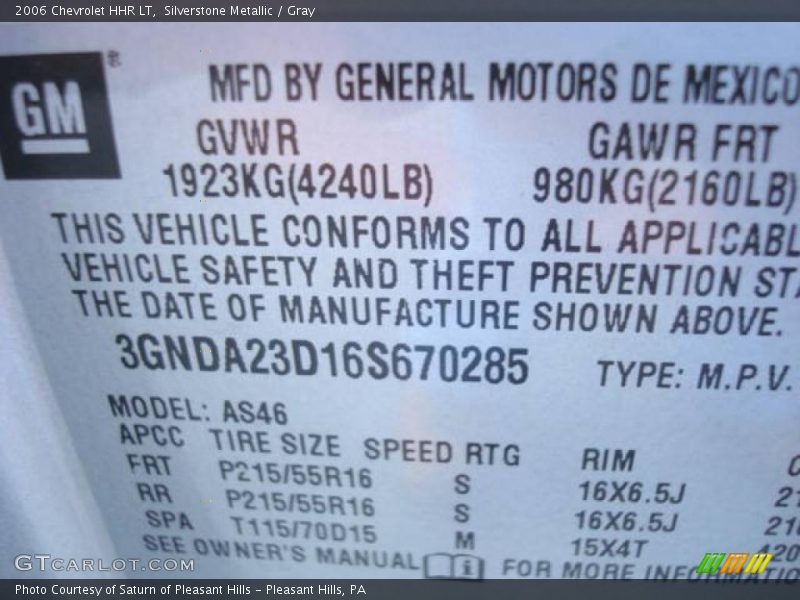 2006 Chevrolet HHR LT, Silverstone Metallic / Gray
GM ®
MFD BY GENERAL MOTORS DE MEXICO
GVWR GAWR FRT
1923KG(4240LB) 980KG(2160LB)
THIS VEHICLE CONFORMS TO ALL APPLICABL
VEHICLE SAFETY AND THEFT PREVENTION STA
THE DATE OF MANUFACTURE SHOWN ABOVE.
3GNDA23D16S670285 TYPE: M.P.V.
MODEL: AS46
APCC TIRE SIZE SPEED RTG RIM
FRT P215/55R16 S 16X6.5J
RR P215/55R16 S 16X6.5J
SPA T115/70D15 M 15X4T
SEE OWNER'S MANUAL FOR MORE INFORMATIO
GTCARLOT.COM
Photo Courtesy of Saturn of Pleasant Hills - Pleasant Hills, PA